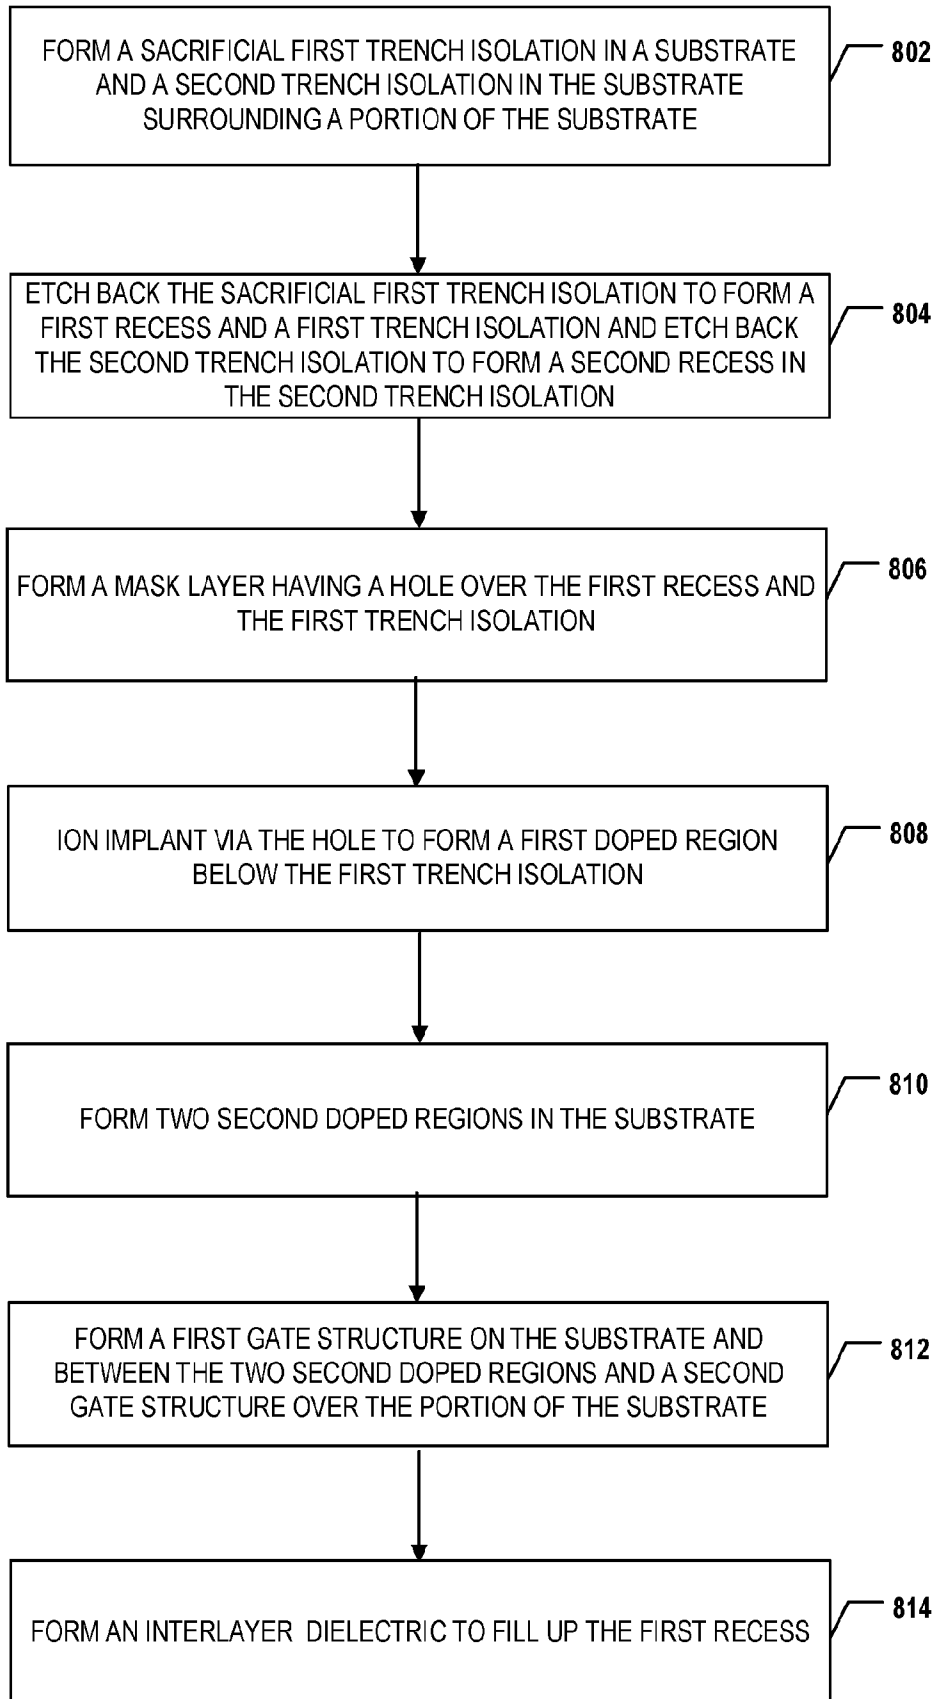 FORM A SACRIFICIAL FIRST TRENCH ISOLATION IN A SUBSTRATE
AND A SECOND TRENCH ISOLATION IN THE SUBSTRATE
SURROUNDING A PORTION OF THE SUBSTRATE
802
ETCH BACK THE SACRIFICIAL FIRST TRENCH ISOLATION TO FORM A
FIRST RECESS AND A FIRST TRENCH ISOLATION AND ETCH BACK
THE SECOND TRENCH ISOLATION TO FORM A SECOND RECESS IN
THE SECOND TRENCH ISOLATION
804
FORM A MASK LAYER HAVING A HOLE OVER THE FIRST RECESS AND
THE FIRST TRENCH ISOLATION
806
ION IMPLANT VIA THE HOLE TO FORM A FIRST DOPED REGION
BELOW THE FIRST TRENCH ISOLATION
808
FORM TWO SECOND DOPED REGIONS IN THE SUBSTRATE
810
FORM A FIRST GATE STRUCTURE ON THE SUBSTRATE AND
BETWEEN THE TWO SECOND DOPED REGIONS AND A SECOND
GATE STRUCTURE OVER THE PORTION OF THE SUBSTRATE
812
FORM AN INTERLAYER DIELECTRIC TO FILL UP THE FIRST RECESS
814